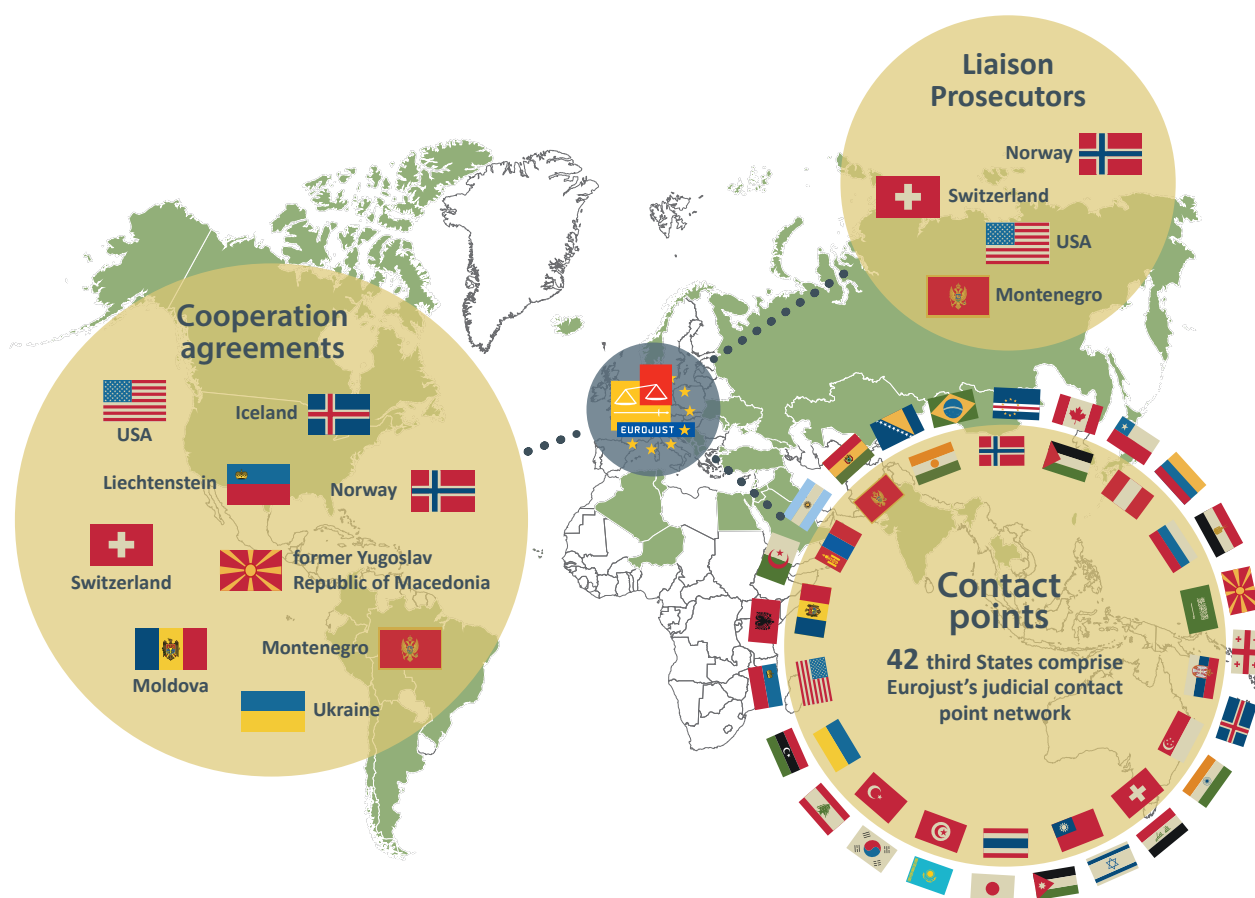 Liaison
Prosecutors
Norway
Switzerland
USA
Montenegro
Cooperation
agreements
USA
Iceland
Liechtenstein
Norway
Switzerland
former Yugoslav
Republic of Macedonia
Montenegro
Moldova
Ukraine
EUROJUST
Contact
points
42 third States comprise
Eurojust's judicial contact
point network